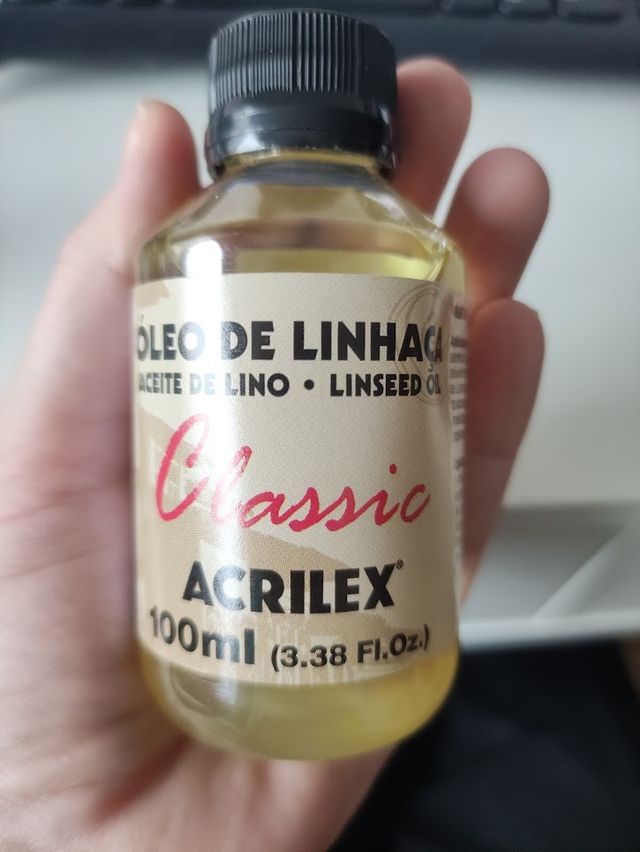 ÓLEO DE LINHAÇA
ACEITE DE LINO • LINSEED OIL
Classic
ACRILEX®
100ml (3.38 Fl.Oz.)